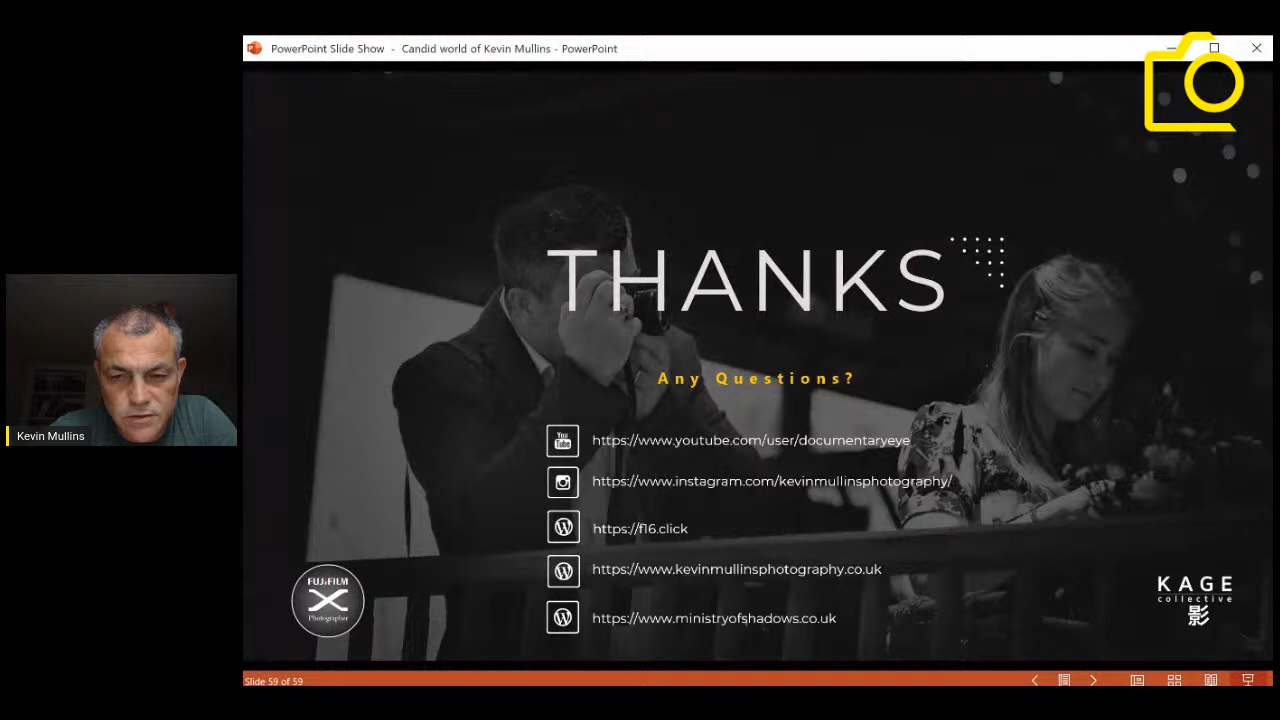 PowerPoint Slide Show - Candid world of Kevin Mullins - PowerPoint
THANKS
Any Questions?
You
Tube
https://www.youtube.com/user/documentaryeye
https://www.instagram.com/kevinmullinsphotography/
https://f16.click
https://www.kevinmullinsphotography.co.uk
https://www.ministryofshadows.co.uk
FUJIFILM
X
Photographer
KAGE
collective
影
Kevin Mullins
Slide 59 of 59